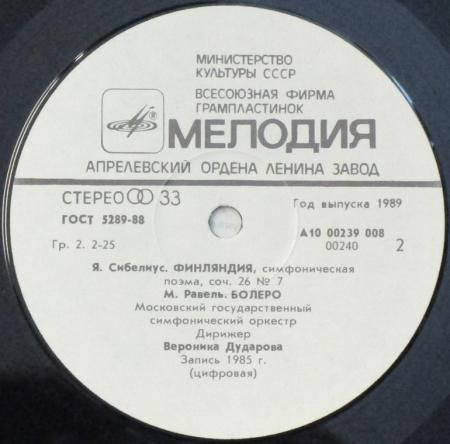 МИНИСТЕРСТВО
КУЛЬТУРЫ СССР
ВСЕСОЮЗНАЯ ФИРМА
ГРАМПЛАСТИНОК
МЕЛОДИЯ
АПРЕЛЕВСКИЙ ОРДЕНА ЛЕНИНА ЗАВОД
СТЕРЕО 33
Год выпуска 1989
ГОСТ 5289-88
А10 00239 008
Гр. 2. 2-25
00240 2
Я. Сибелиус. ФИНЛЯНДИЯ, симфоническая
поэма, соч. 26 № 7
М. Равель. БОЛЕРО
Московский государственный
симфонический оркестр
Дирижер
Вероника Дударова
Запись 1985 г.
(цифровая)